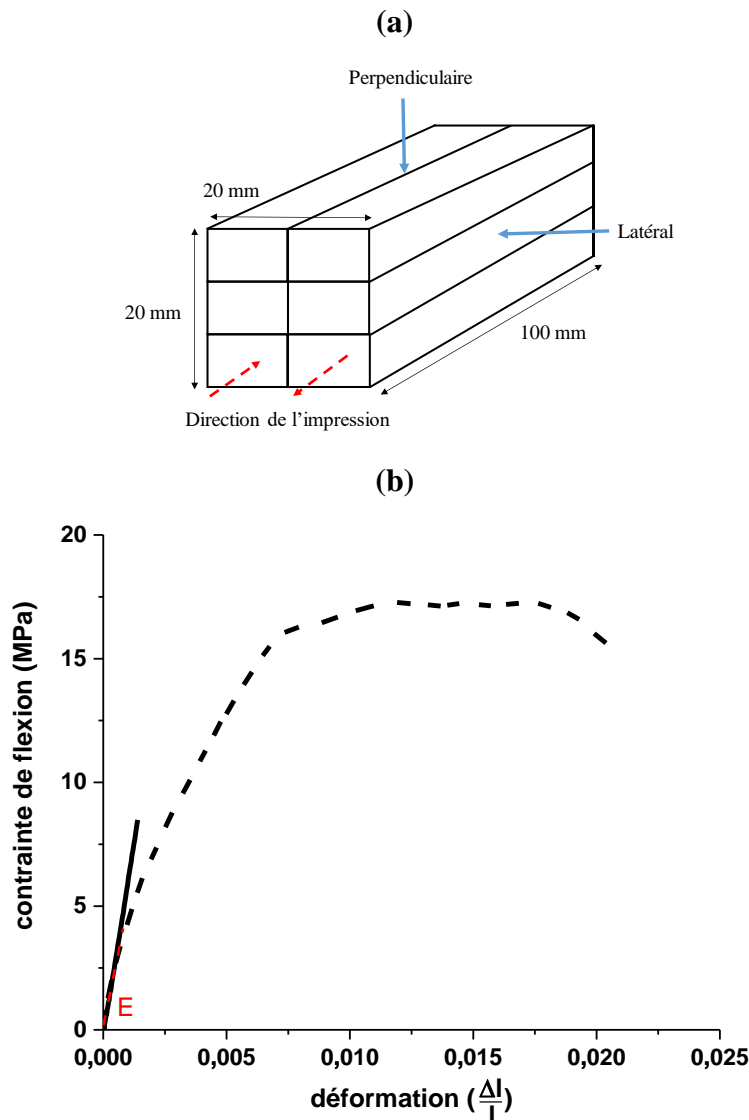 (a)
Perpendiculaire
20 mm
Latéral
20 mm
100 mm
Direction de l'impression
(b)
20
15
10
5
0
contrainte de flexion (MPa)
E
0,000 0,005 0,010 0,015 0,020 0,025
déformation (Δl/l)